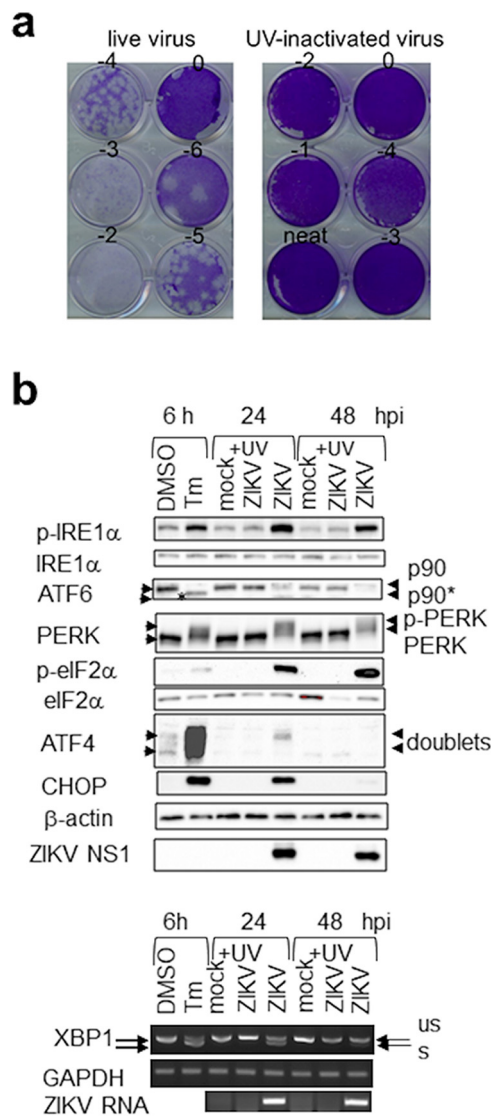 a
live virus UV-inactivated virus
-4 0 -2 0
-3 -6 -1 -4
-2 -5 neat -3
b
6 h 24 48 hpi
DMSO Tm mock +UV ZIKV ZIKV mock +UV ZIKV ZIKV
p-IRE1α
IRE1α
ATF6 * p90
p90*
PERK p-PERK
PERK
p-eIF2α
eIF2α
ATF4 doublets
CHOP
β-actin
ZIKV NS1
6h 24 48 hpi
DMSO Tm mock +UV ZIKV ZIKV mock +UV ZIKV ZIKV
XBP1 us
s
GAPDH
ZIKV RNA